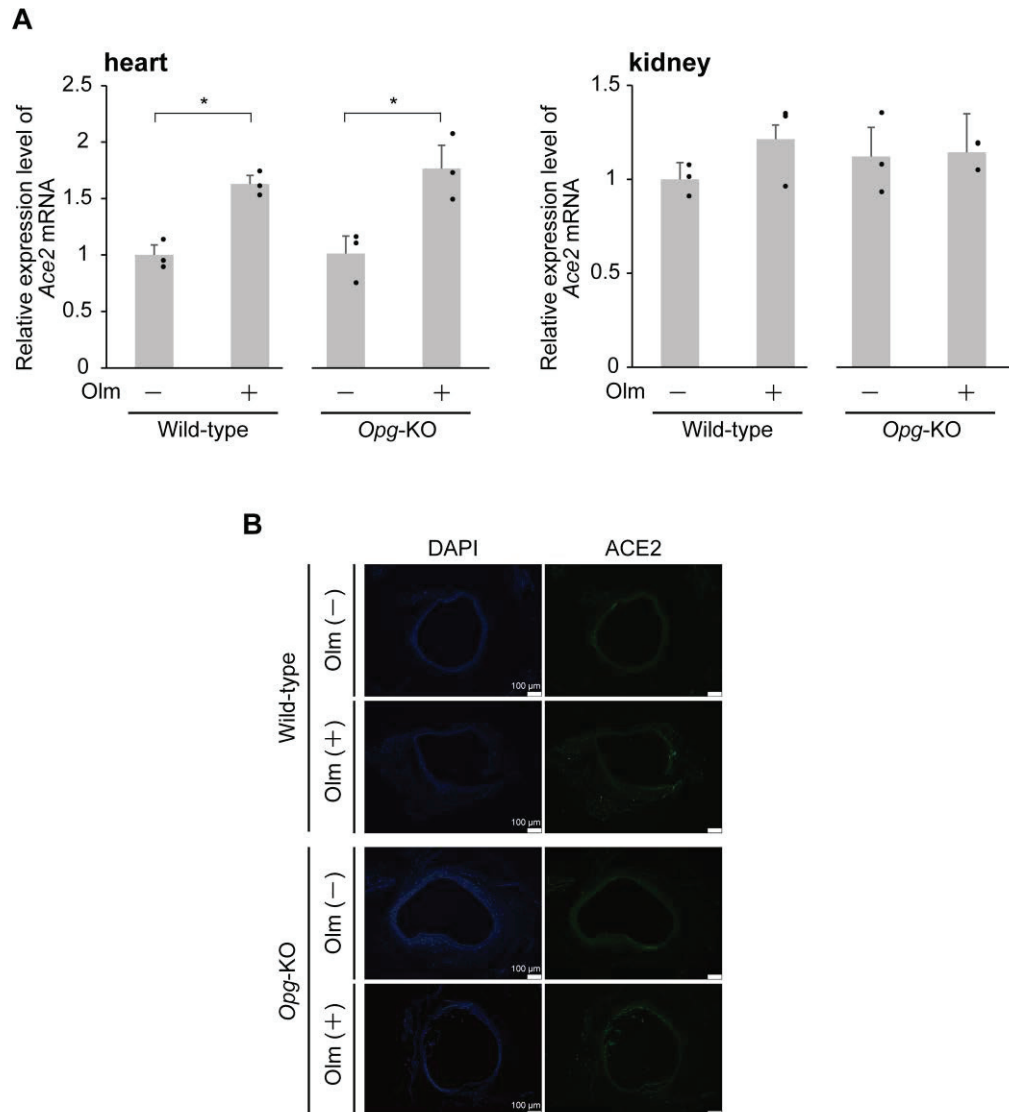 A
heart
Relative expression level of
Ace2 mRNA
2.5
2
1.5
1
0.5
0
*
*
Olm
− + − +
Wild-type Opg-KO
kidney
Relative expression level of
Ace2 mRNA
1.5
1
0.5
0
Olm
− + − +
Wild-type Opg-KO
B
DAPI ACE2
Wild-type
Olm (−)
100 µm
Olm (+)
100 µm
Opg-KO
Olm (−)
100 µm
Olm (+)
100 µm